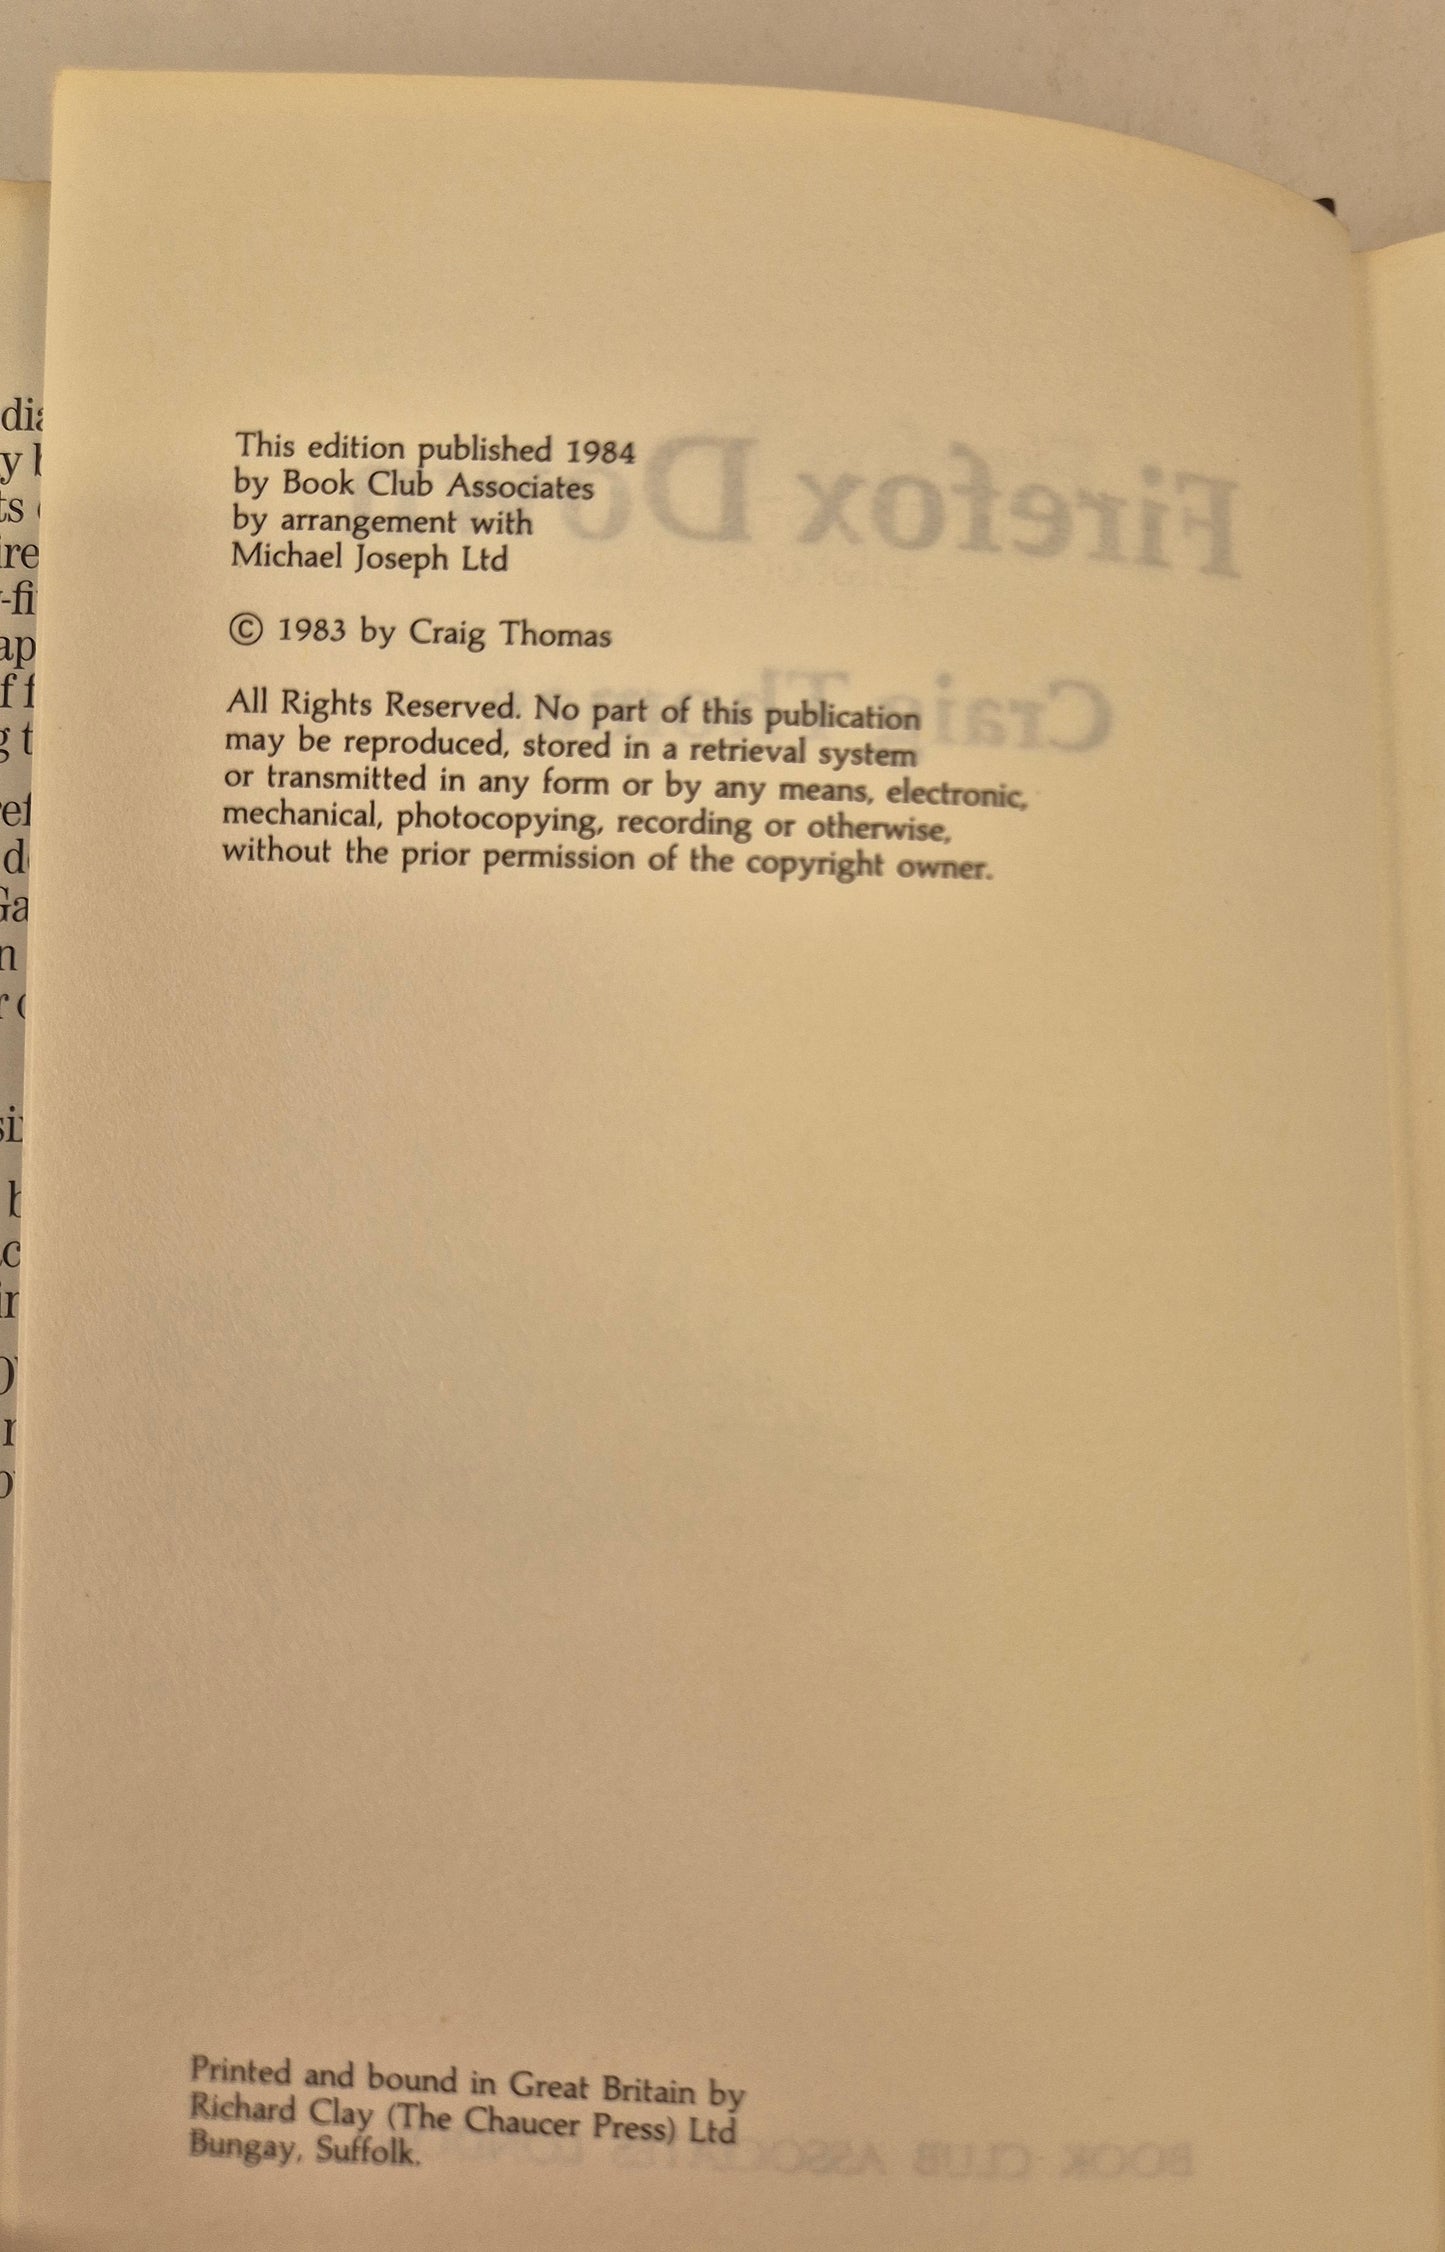 This edition published 1984
by Book Club Associates
by arrangement with
Michael Joseph Ltd
© 1983 by Craig Thomas
All Rights Reserved. No part of this publication
may be reproduced, stored in a retrieval system
or transmitted in any form or by any means, electronic,
mechanical, photocopying, recording or otherwise,
without the prior permission of the copyright owner.
Printed and bound in Great Britain by
Richard Clay (The Chaucer Press) Ltd
Bungay, Suffolk.